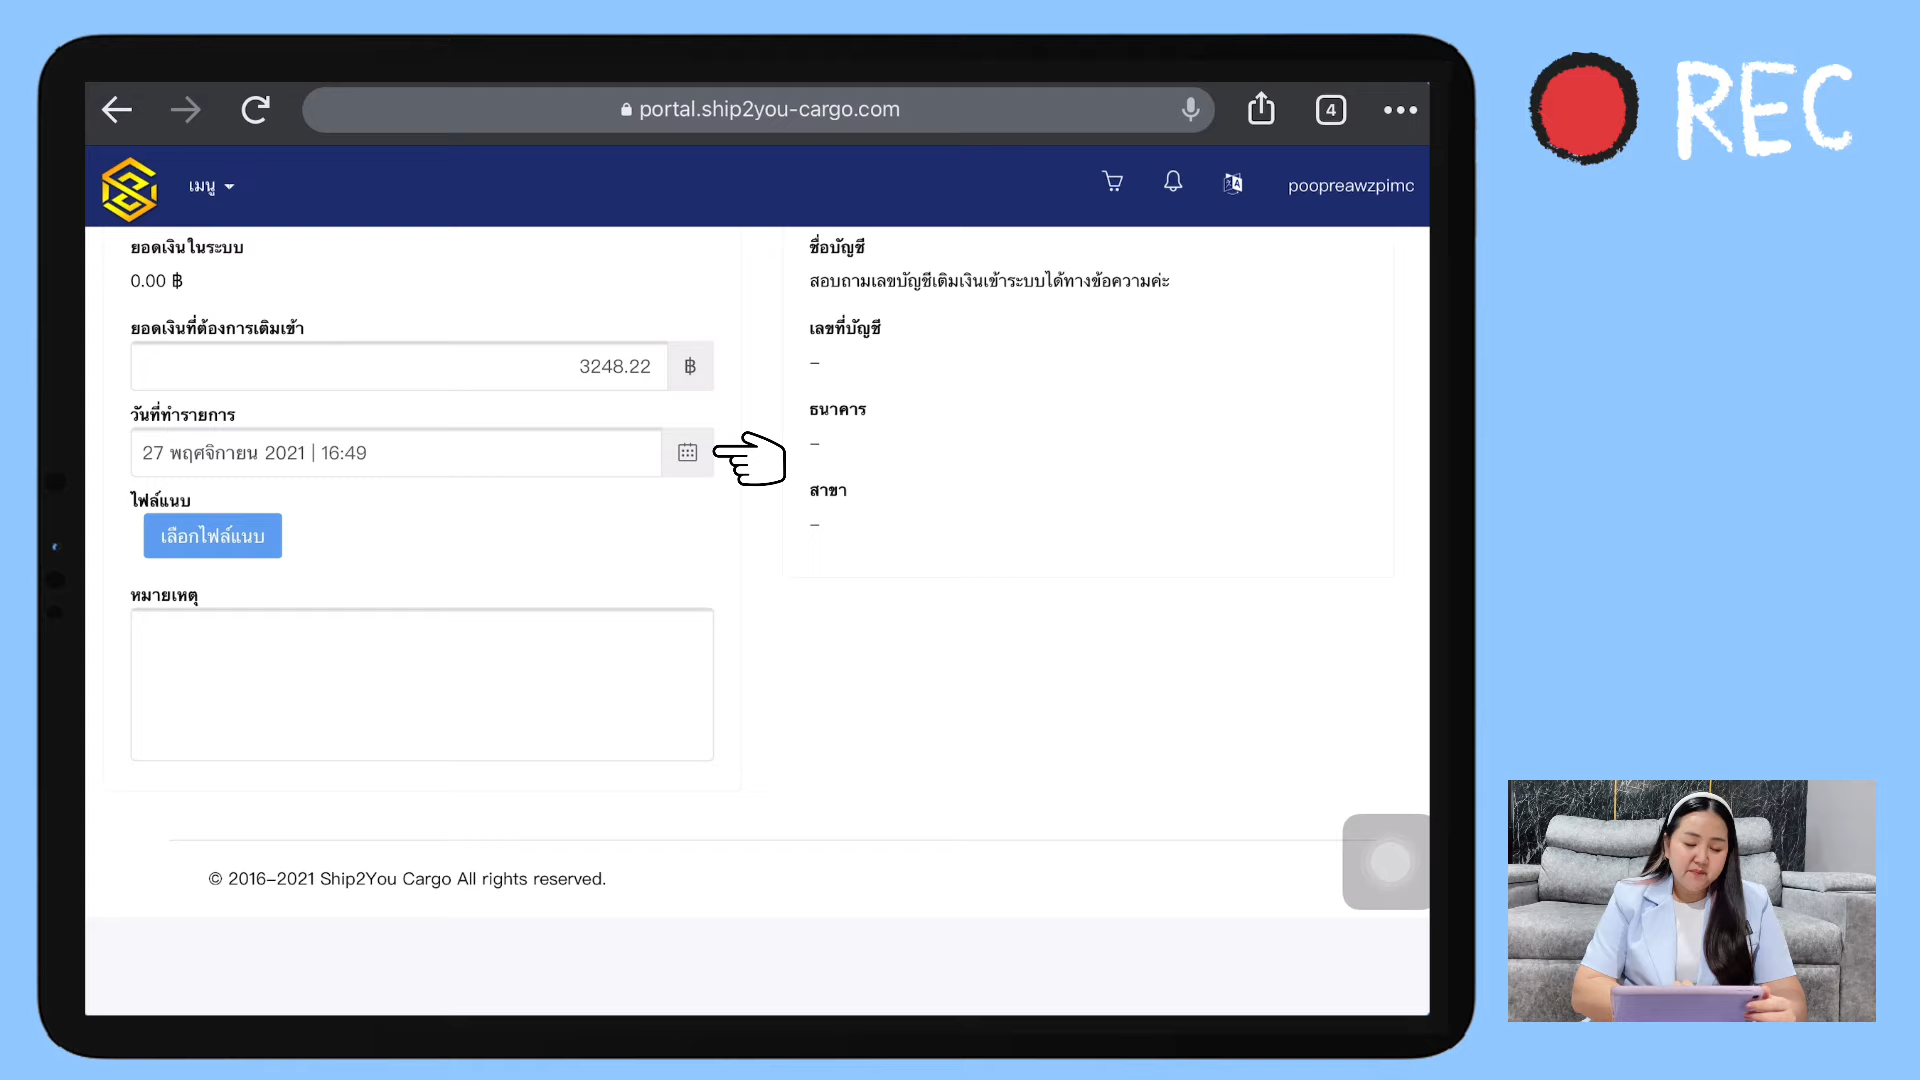 REC
portal.ship2you-cargo.com
4
เมนู
poopreawzpimc
ยอดเงินในระบบ
0.00 ฿
ยอดเงินที่ต้องการเติมเข้า
3248.22 ฿
วันที่ทำรายการ
27 พฤศจิกายน 2021 | 16:49
ไฟล์แนบ
เลือกไฟล์แนบ
หมายเหตุ
ชื่อบัญชี
สอบถามเลขบัญชีเติมเงินเข้าระบบได้ทางข้อความค่ะ
เลขที่บัญชี
–
ธนาคาร
–
สาขา
–
© 2016–2021 Ship2You Cargo All rights reserved.